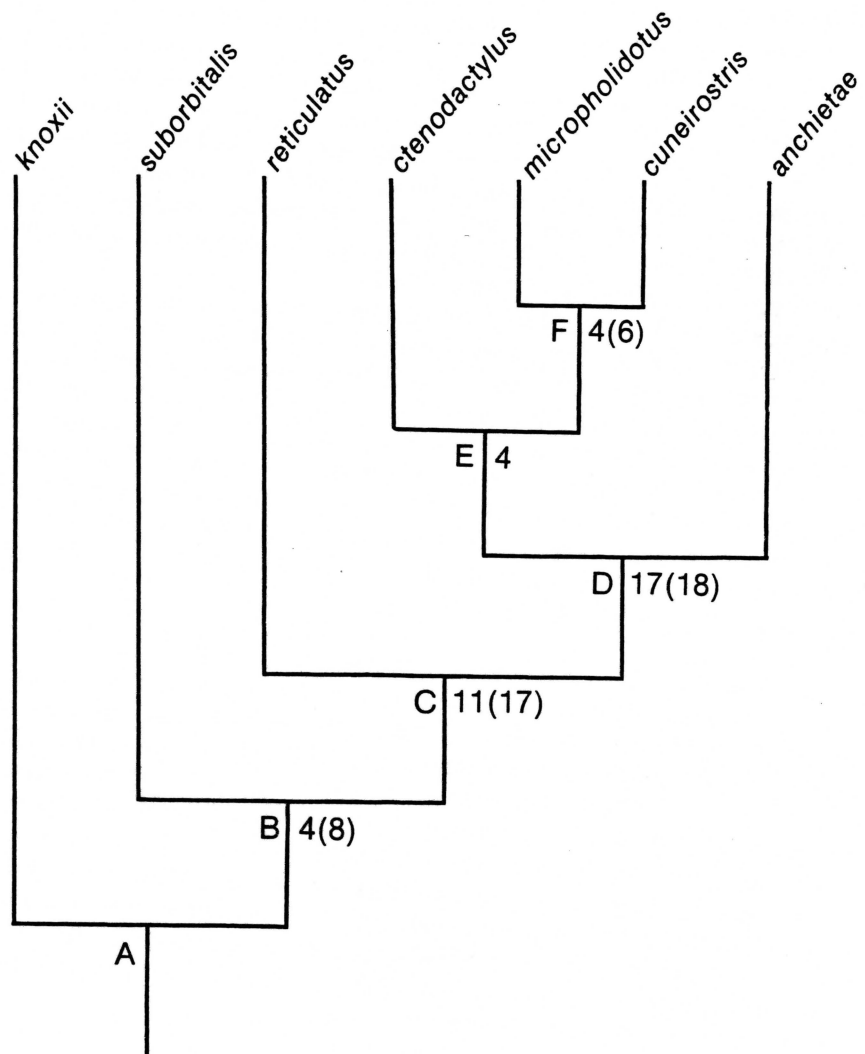 knoxii
suborbitalis
reticulatus
ctenodactylus
micropholidotus
cuneirostris
anchietae
F 4(6)
E 4
D 17(18)
C 11(17)
B 4(8)
A